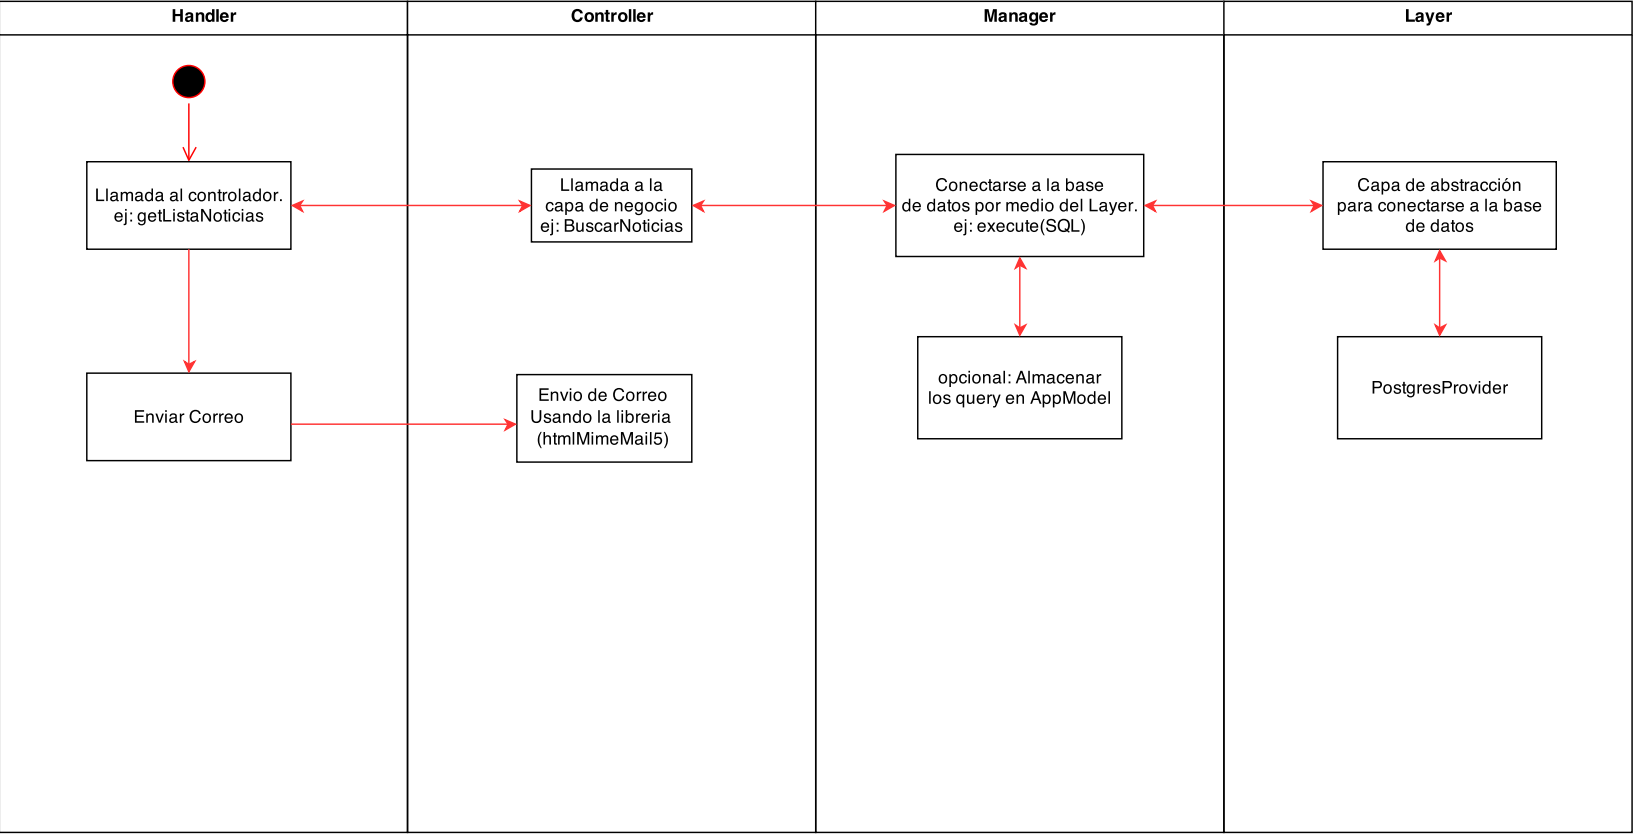 Handler
Controller
Manager
Layer
Llamada al controlador.
ej: getListaNoticias
Llamada a la
capa de negocio
ej: BuscarNoticias
Conectarse a la base
de datos por medio del Layer.
ej: execute(SQL)
Capa de abstracción
para conectarse a la base
de datos
Enviar Correo
Envio de Correo
Usando la libreria
(htmlMimeMail5)
opcional: Almacenar
los query en AppModel
PostgresProvider